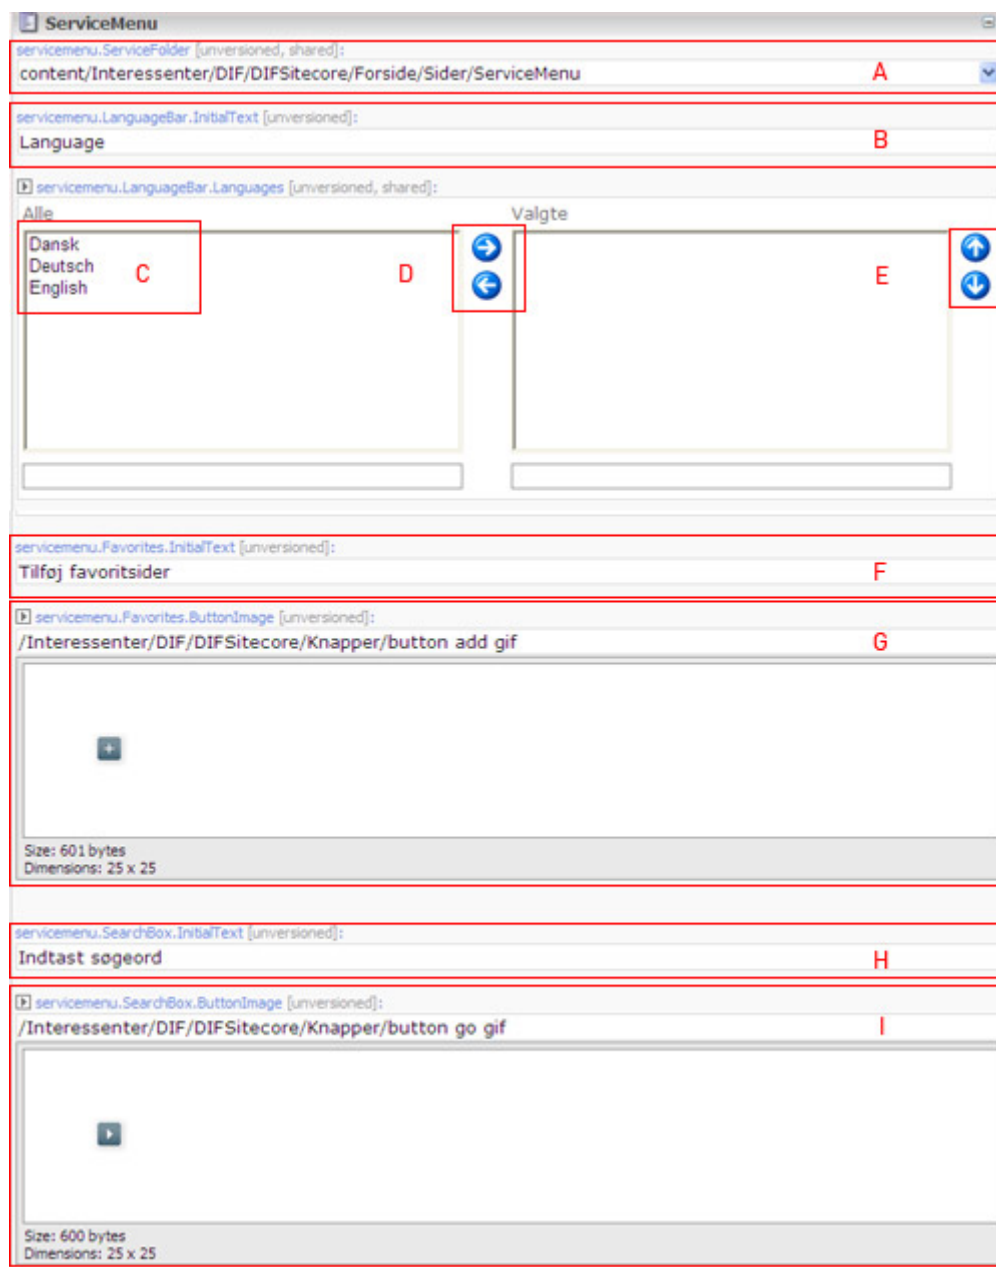 ServiceMenu
servicemenu.ServiceFolder [unversioned, shared]:
content/Interessenter/DIF/DIFSitecore/Forside/Sider/ServiceMenu A
servicemenu.LanguageBar.InitialText [unversioned]:
Language B
servicemenu.LanguageBar.Languages [unversioned, shared]:
Alle Valgte
Dansk
Deutsch
English
C D E
servicemenu.Favorites.InitialText [unversioned]:
Tilføj favoritsider F
servicemenu.Favorites.ButtonImage [unversioned]:
/Interessenter/DIF/DIFSitecore/Knapper/button add gif G
Size: 601 bytes
Dimensions: 25 x 25
servicemenu.SearchBox.InitialText [unversioned]:
Indtast søgeord H
servicemenu.SearchBox.ButtonImage [unversioned]:
/Interessenter/DIF/DIFSitecore/Knapper/button go gif I
Size: 600 bytes
Dimensions: 25 x 25